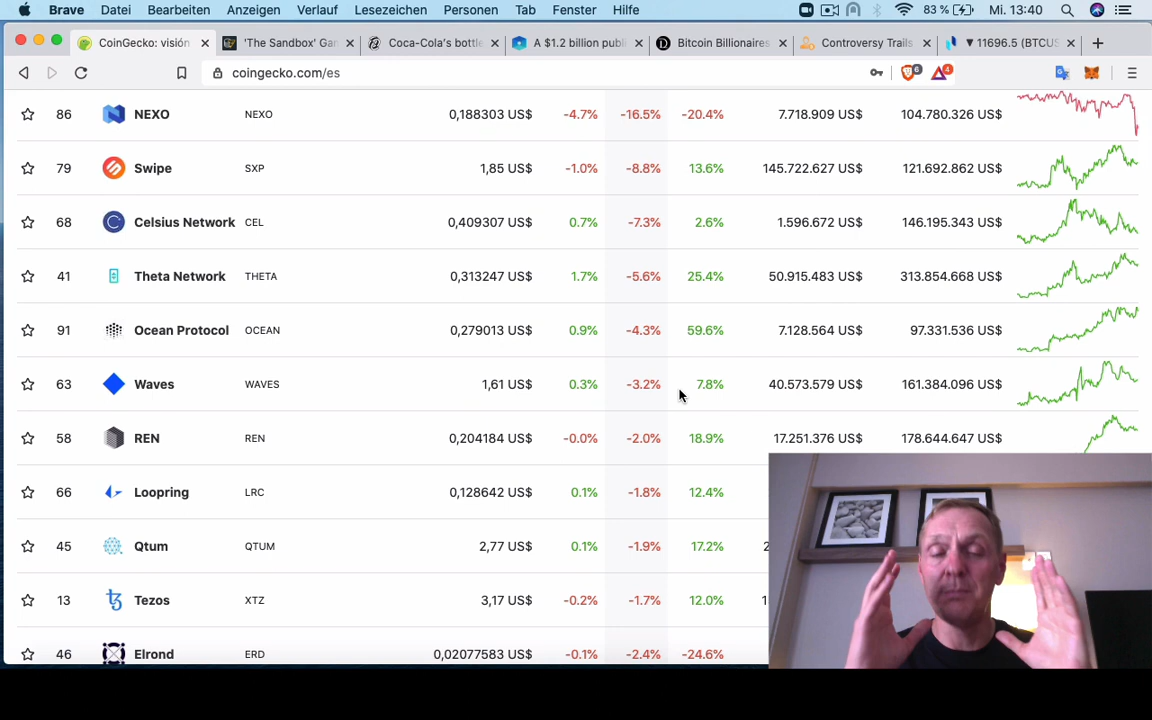 Brave Datei Bearbeiten Anzeigen Verlauf Lesezeichen Personen Tab Fenster Hilfe 83 % Mi. 13:40
CoinGecko: visión 'The Sandbox' Gam Coca-Cola's bottle A $1.2 billion publ Bitcoin Billionaires Controversy Trails ▼11696.5 (BTCUS
coingecko.com/es 6 4
86 NEXO NEXO 0,188303 US$ -4.7% -16.5% -20.4% 7.718.909 US$ 104.780.326 US$
79 Swipe SXP 1,85 US$ -1.0% -8.8% 13.6% 145.722.627 US$ 121.692.862 US$
68 Celsius Network CEL 0,409307 US$ 0.7% -7.3% 2.6% 1.596.672 US$ 146.195.343 US$
41 Theta Network THETA 0,313247 US$ 1.7% -5.6% 25.4% 50.915.483 US$ 313.854.668 US$
91 Ocean Protocol OCEAN 0,279013 US$ 0.9% -4.3% 59.6% 7.128.564 US$ 97.331.536 US$
63 Waves WAVES 1,61 US$ 0.3% -3.2% 7.8% 40.573.579 US$ 161.384.096 US$
58 REN REN 0,204184 US$ -0.0% -2.0% 18.9% 17.251.376 US$ 178.644.647 US$
66 Loopring LRC 0,128642 US$ 0.1% -1.8% 12.4%
45 Qtum QTUM 2,77 US$ 0.1% -1.9% 17.2% 2
13 Tezos XTZ 3,17 US$ -0.2% -1.7% 12.0% 1
46 Elrond ERD 0,02077583 US$ -0.1% -2.4% -24.6%